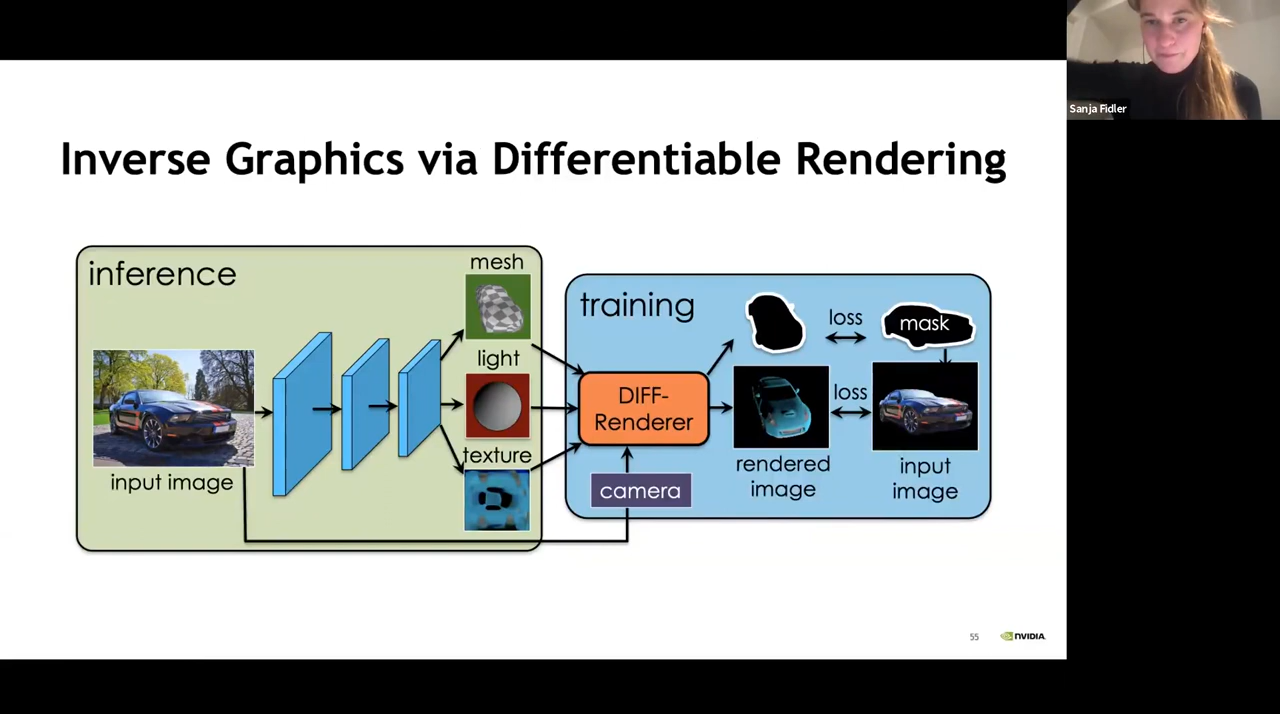 Sanja Fidler
Inverse Graphics via Differentiable Rendering
inference
mesh
light
texture
input image
training
loss
mask
DIFF-
Renderer
loss
camera
rendered
image
input
image
55
NVIDIA